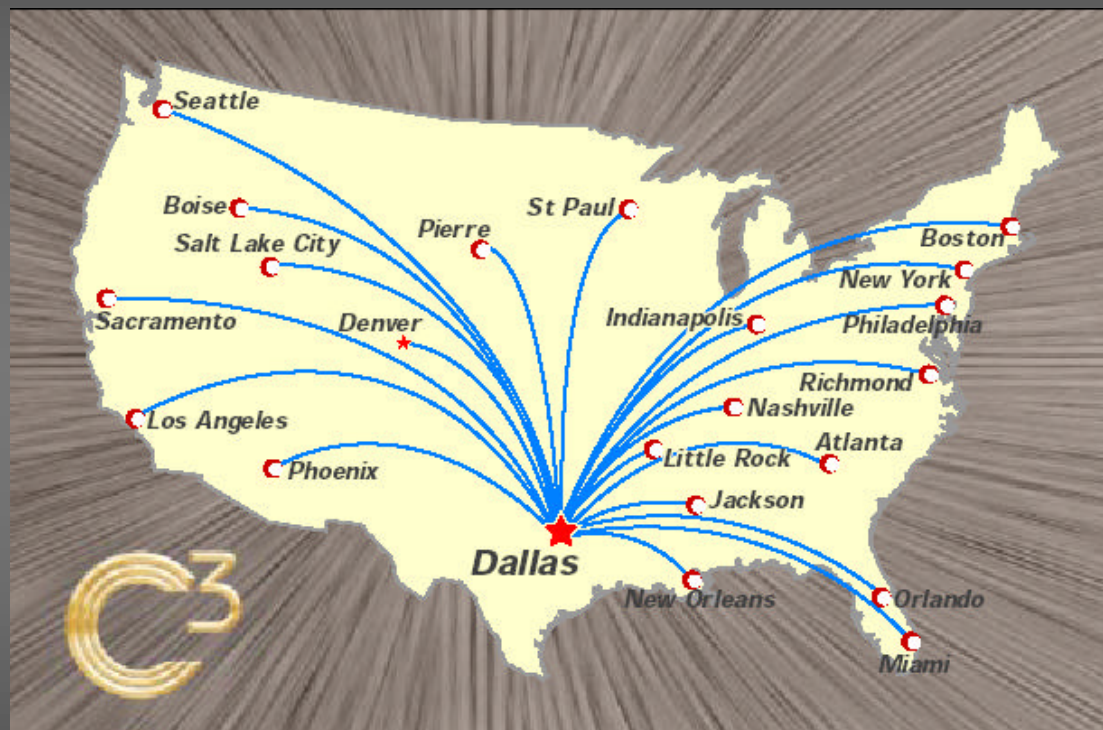 Seattle
Boise
St Paul
Pierre
Salt Lake City
Boston
New York
Sacramento
Denver
Indianapolis
Philadelphia
Richmond
Los Angeles
Nashville
Atlanta
Little Rock
Phoenix
Jackson
Dallas
New Orleans
Orlando
Miami
C3